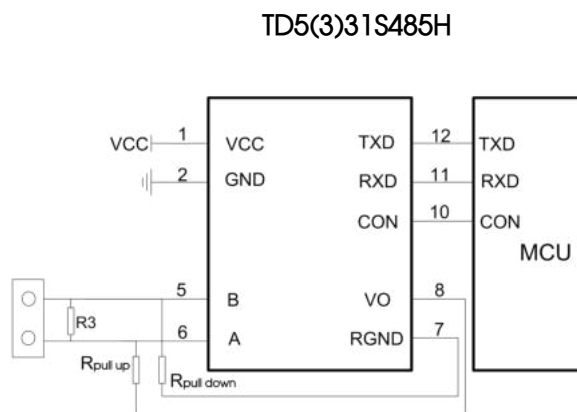 TD5(3)31S485H
VCC 1 VCC TXD 12 TXD
2 GND RXD 11 RXD
CON 10 CON
MCU
5 B VO 8
R3
6 A RGND 7
Rpull up
Rpull down